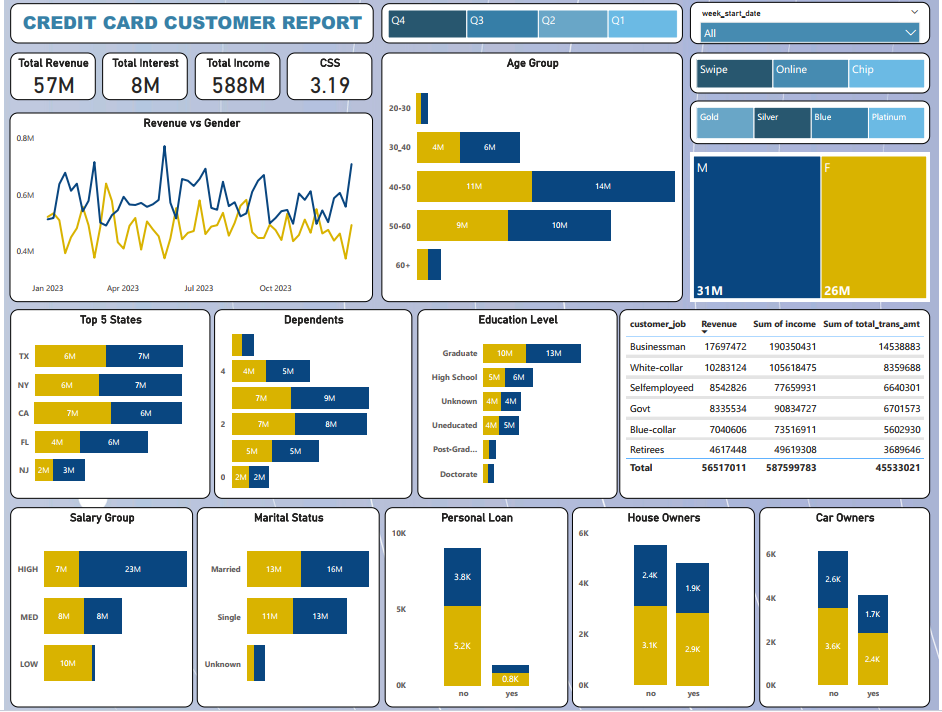 CREDIT CARD CUSTOMER REPORT
Q4 Q3 Q2 Q1
week_start_date
All
Total Revenue
57M
Total Interest
8M
Total Income
588M
CSS
3.19
Swipe Online Chip
Gold Silver Blue Platinum
Revenue vs Gender
0.8M
0.6M
0.4M
Jan 2023 Apr 2023 Jul 2023 Oct 2023
Age Group
20-30
30_40 4M 6M
40-50 11M 14M
50-60 9M 10M
60+
M F
31M 26M
Top 5 States
TX 6M 7M
NY 6M 7M
CA 7M 6M
FL 4M 6M
NJ 2M 3M
Dependents
4 4M 5M
7M 9M
2 7M 8M
5M 5M
0 2M 2M
Education Level
Graduate 10M 13M
High School 5M 6M
Unknown 4M 4M
Uneducated 4M 5M
Post-Grad...
Doctorate
customer_job Revenue Sum of income Sum of total_trans_amt
Businessman 17697472 190350431 14538883
White-collar 10283124 105618475 8359688
Selfemployeed 8542826 77659931 6640301
Govt 8335534 90834727 6701573
Blue-collar 7040606 73516911 5602930
Retirees 4617448 49619308 3689646
Total 56517011 587599783 45533021
Salary Group
HIGH 7M 23M
MED 8M 8M
LOW 10M
Marital Status
Married 13M 16M
Single 11M 13M
Unknown
Personal Loan
10K
5K
0K
3.8K
5.2K 0.8K
no yes
House Owners
6K
4K
2K
0K
2.4K 1.9K
3.1K 2.9K
no yes
Car Owners
6K
4K
2K
0K
2.6K 1.7K
3.6K 2.4K
no yes